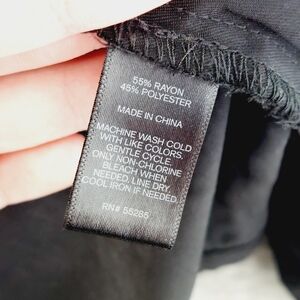 55% RAYON
45% POLYESTER
MADE IN CHINA
MACHINE WASH COLD
WITH LIKE COLORS,
GENTLE CYCLE.
ONLY NON-CHLORINE
BLEACH WHEN
NEEDED. LINE DRY.
COOL IRON IF NEEDED.
RN# 55285